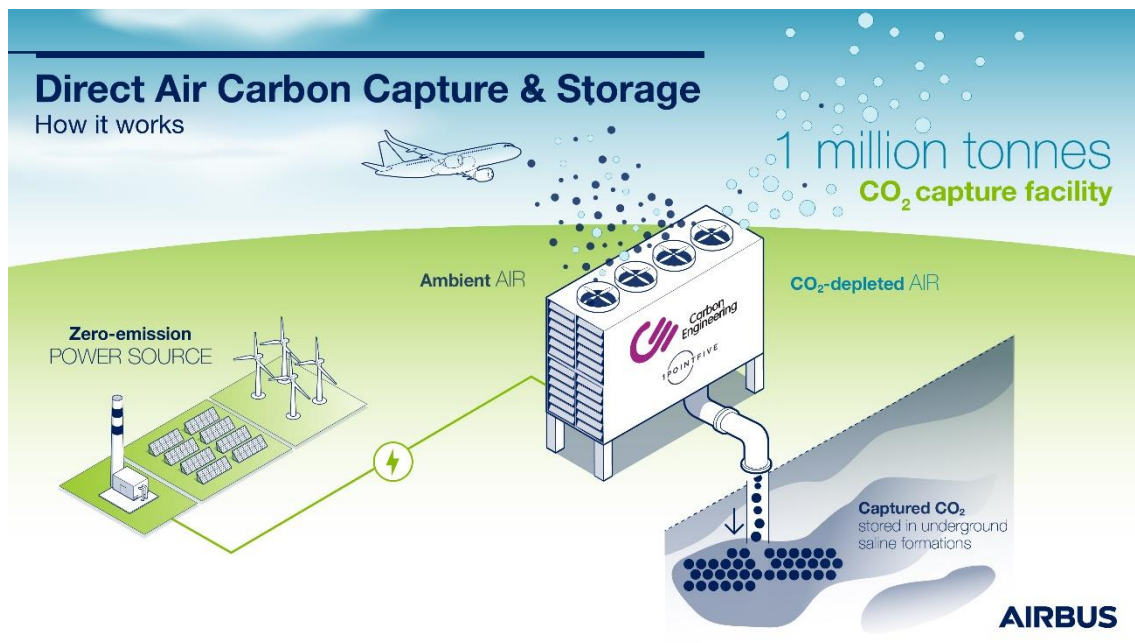 Direct Air Carbon Capture & Storage
How it works
1 million tonnes
CO₂ capture facility
Ambient AIR
CO₂-depleted AIR
Zero-emission
POWER SOURCE
Carbon
Engineering
1POINTFIVE
Captured CO₂
stored in underground
saline formations
AIRBUS